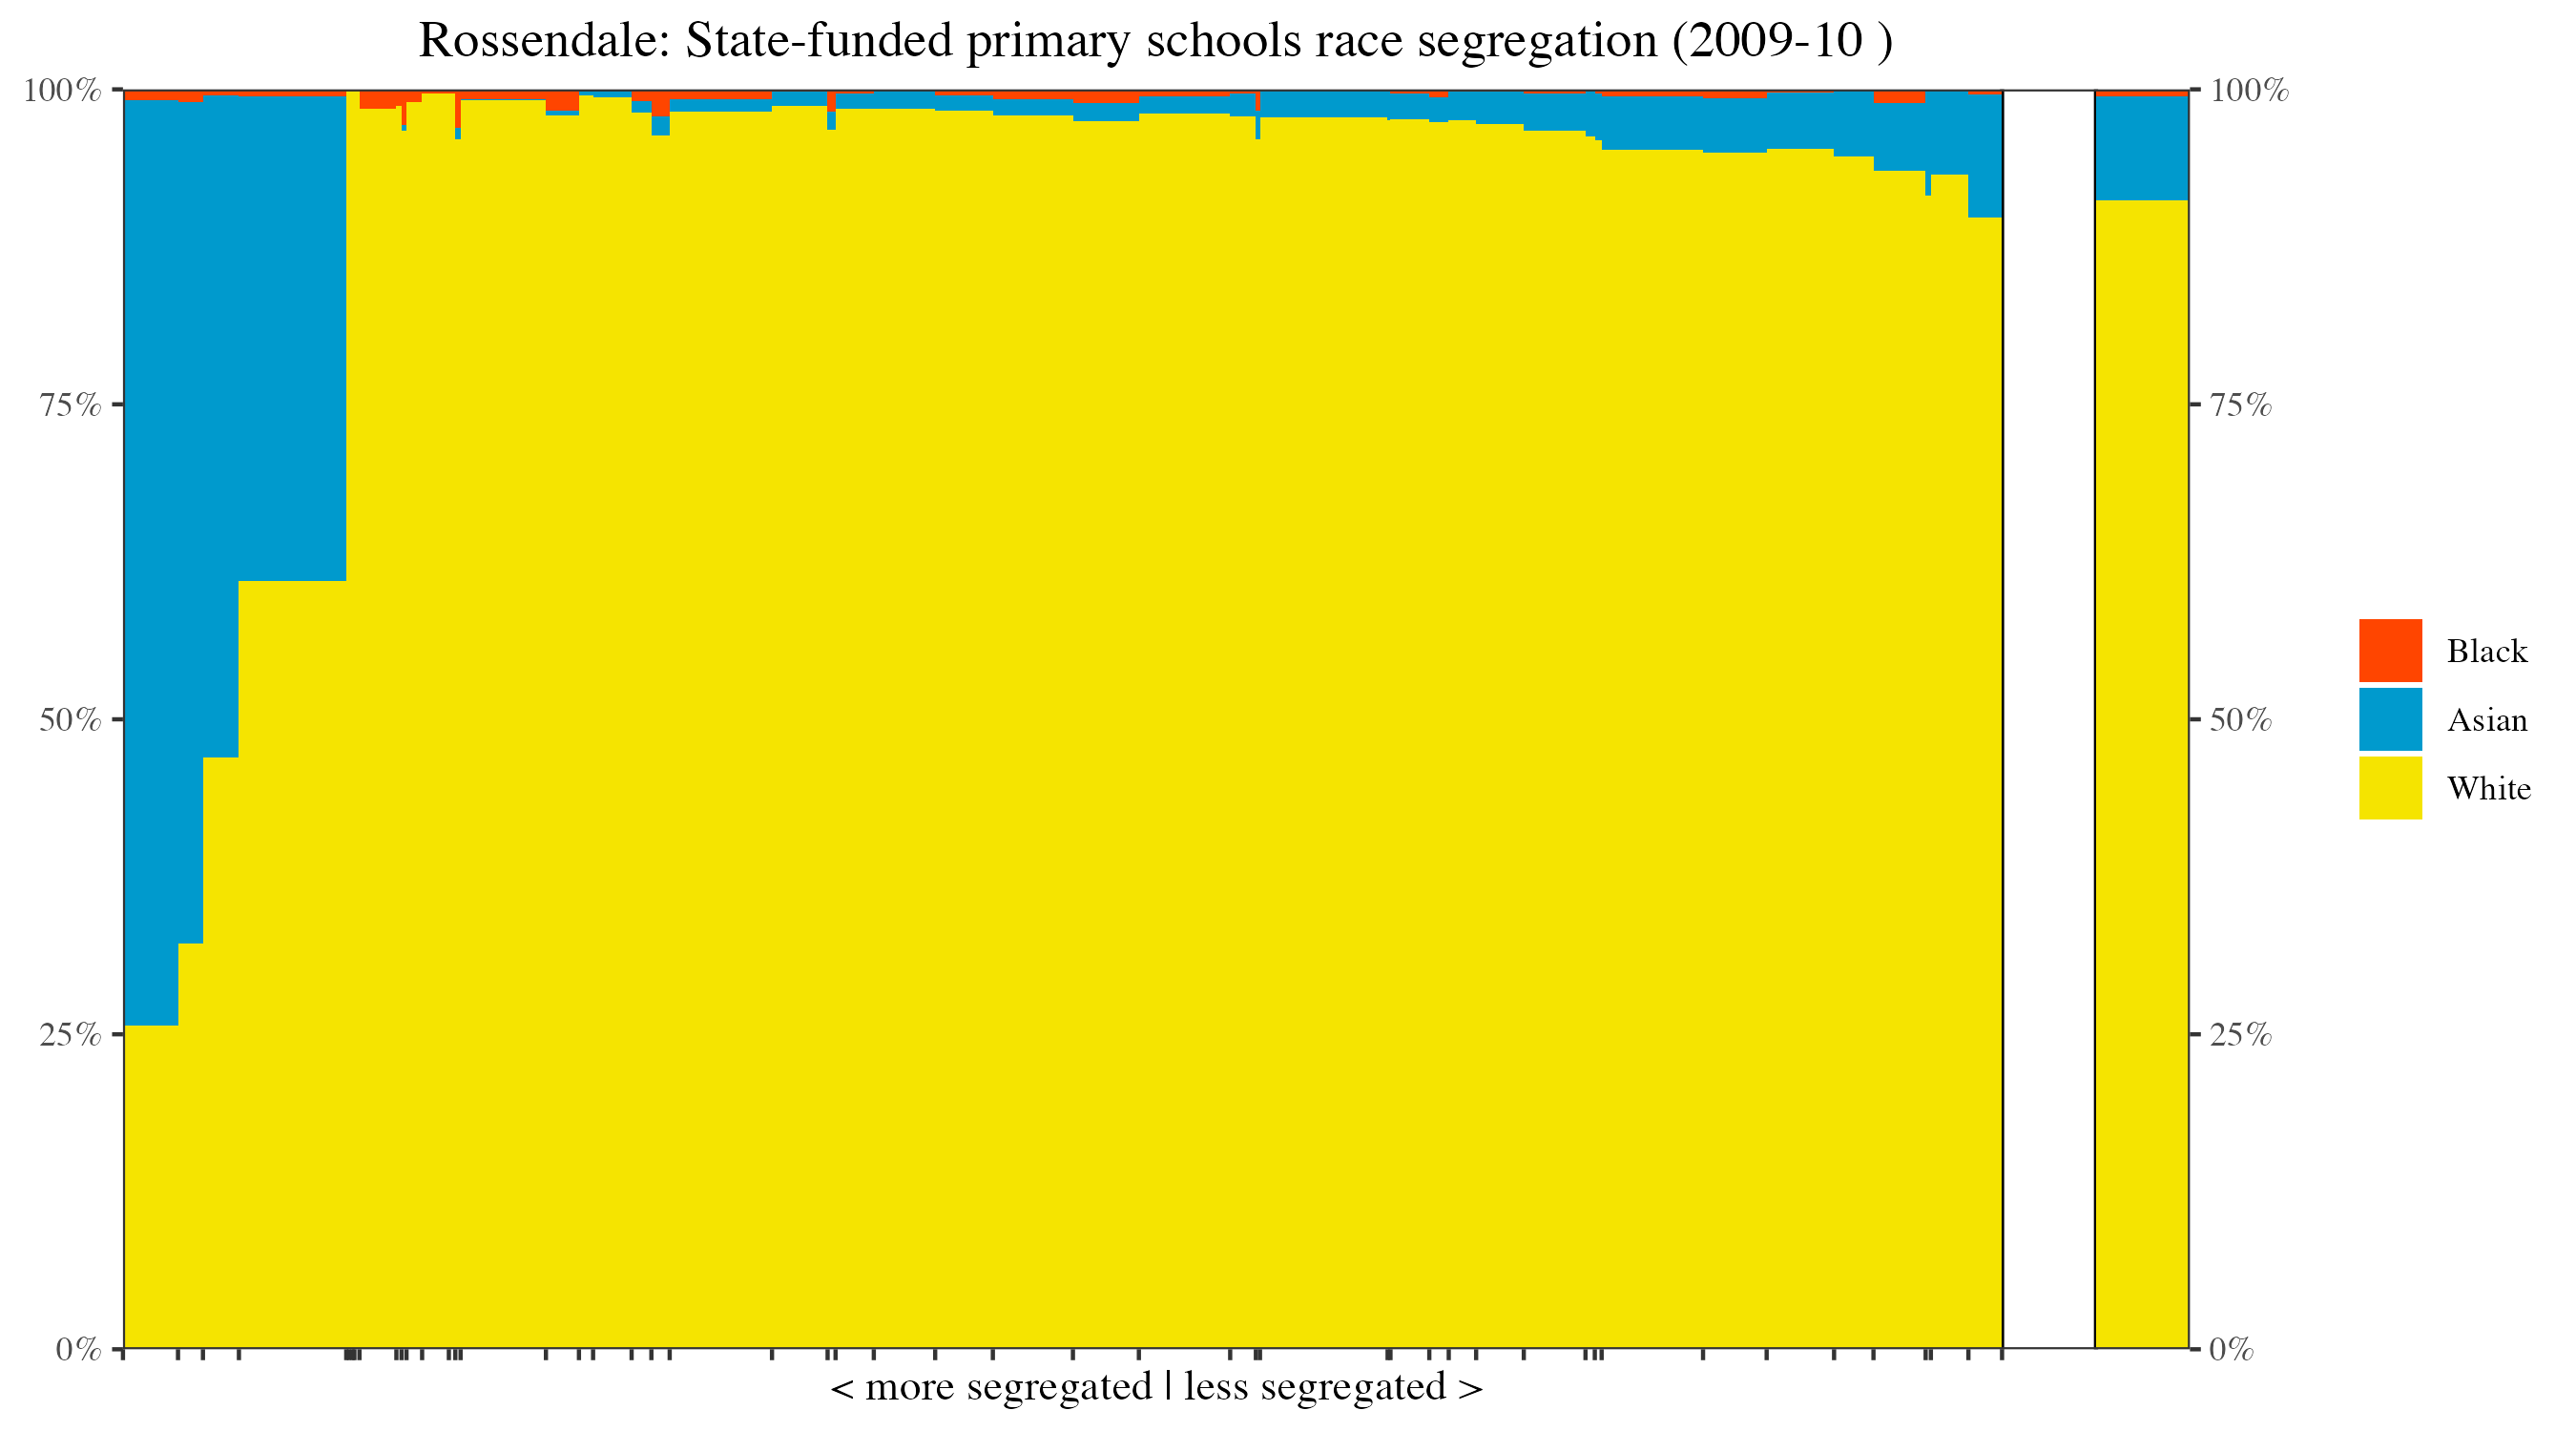 Rossendale: State-funded primary schools race segregation (2009-10 )
100%
75%
50%
25%
0%
100%
75%
50%
25%
0%
Black
Asian
White
< more segregated | less segregated >